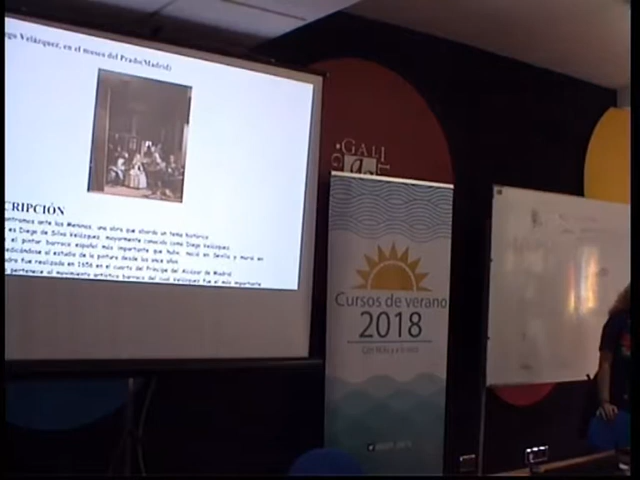 ego Velázquez, en el museo del Prado(Madrid)
CRIPCIÓN
ontramos ante las Meninas, una obra que aborda un tema histórico
es Diego de Silva Velázquez, mayormente conocido como Diego Velázquez
el pintor barroco español más importante que hubo, nació en Sevilla y murió en
edicándose al estudio de la pintura desde los once años
dro fue realizado en 1656 en el cuarto del Príncipe del Alcázar de Madrid
pertenece al movimiento artístico barroco del cual Velázquez fue el más importante
GALI
Cursos de verano
2018